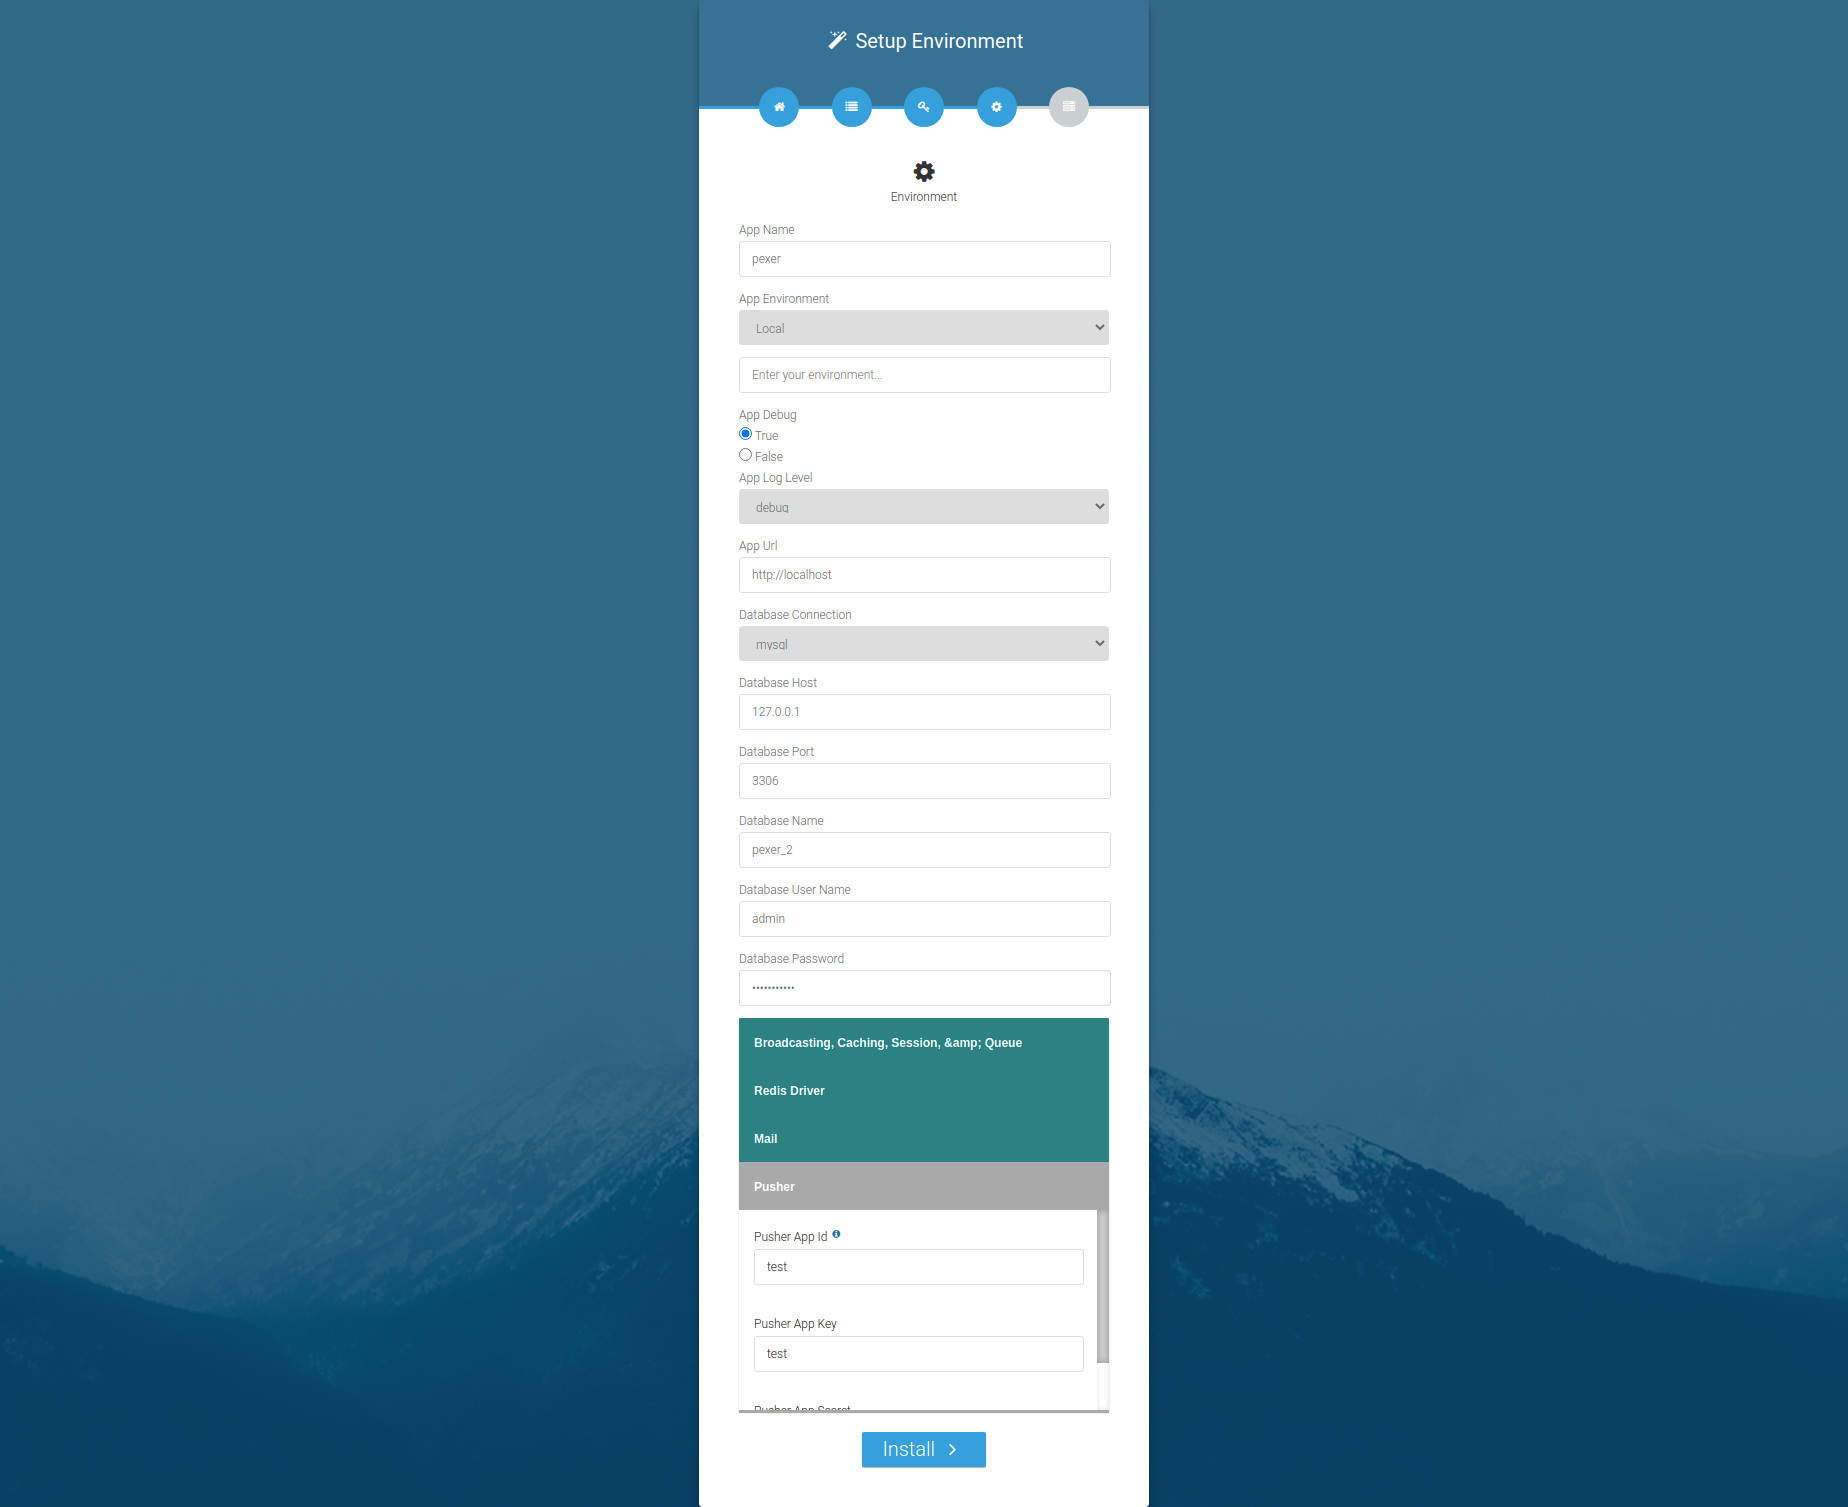 Setup Environment
Environment
App Name
pexer
App Environment
Local
Enter your environment...
App Debug
True
False
App Log Level
debug
App Url
http://localhost
Database Connection
mysql
Database Host
127.0.0.1
Database Port
3306
Database Name
pexer_2
Database User Name
admin
Database Password
•••••••••••
Broadcasting, Caching, Session, &amp; Queue
Redis Driver
Mail
Pusher
Pusher App Id
test
Pusher App Key
test
Pusher App Secret
Install